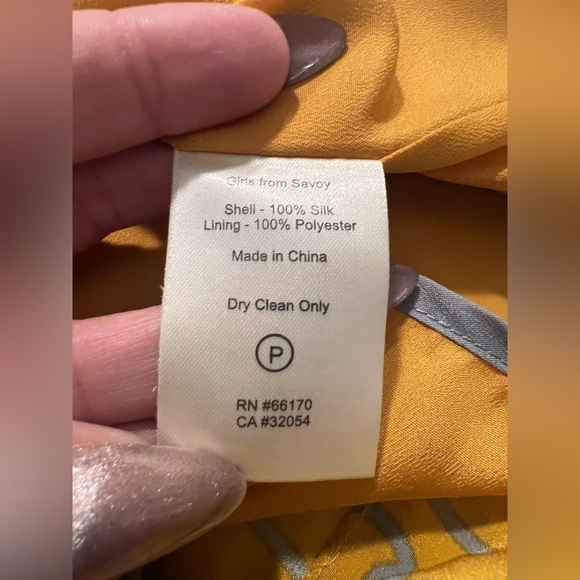 Girls from Savoy
Shell - 100% Silk
Lining - 100% Polyester
Made in China
Dry Clean Only
P
RN #66170
CA #32054